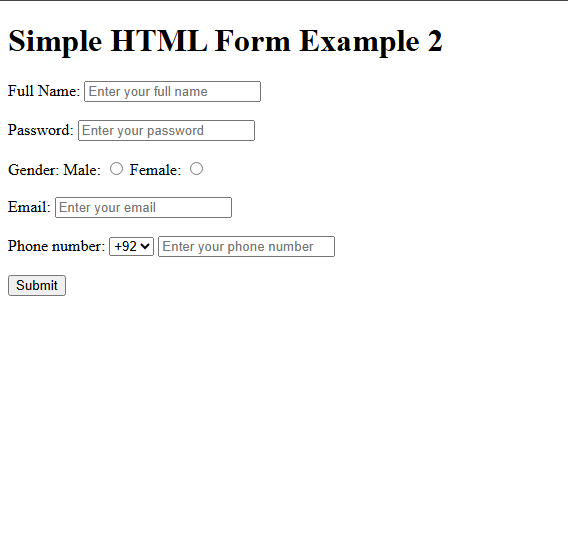 Simple HTML Form Example 2
Full Name: Enter your full name
Password: Enter your password
Gender: Male: Female:
Email: Enter your email
Phone number: +92 Enter your phone number
Submit